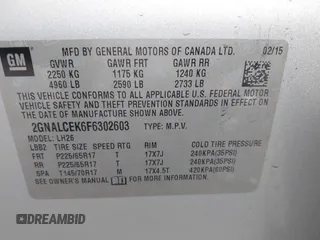 GM
MFD BY GENERAL MOTORS OF CANADA LTD. 02/15
GVWR GAWR FRT GAWR RR
2250 KG 1175 KG 1240 KG
4960 LB 2590 LB 2733 LB
THIS VEHICLE CONFORMS TO ALL APPLICABLE U.S. FEDERAL MOTOR
VEHICLE SAFETY AND THEFT PREVENTION STANDARDS IN EFFECT ON
THE DATE OF MANUFACTURE SHOWN ABOVE.
2GNALCEK6F6302603 TYPE: M.P.V.
MODEL: LH26
LBB2 TIRE SIZE SPEED RTG RIM COLD TIRE PRESSURE
FRT P225/65R17 T 17X7J 240KPA(35PSI)
RR P225/65R17 T 17X7J 240KPA(35PSI)
SPA T145/70R17 M 17X4.5T 420KPA(60PSI)
SEE OWNER'S MANUAL FOR MORE INFORMATION.
DREAMBID